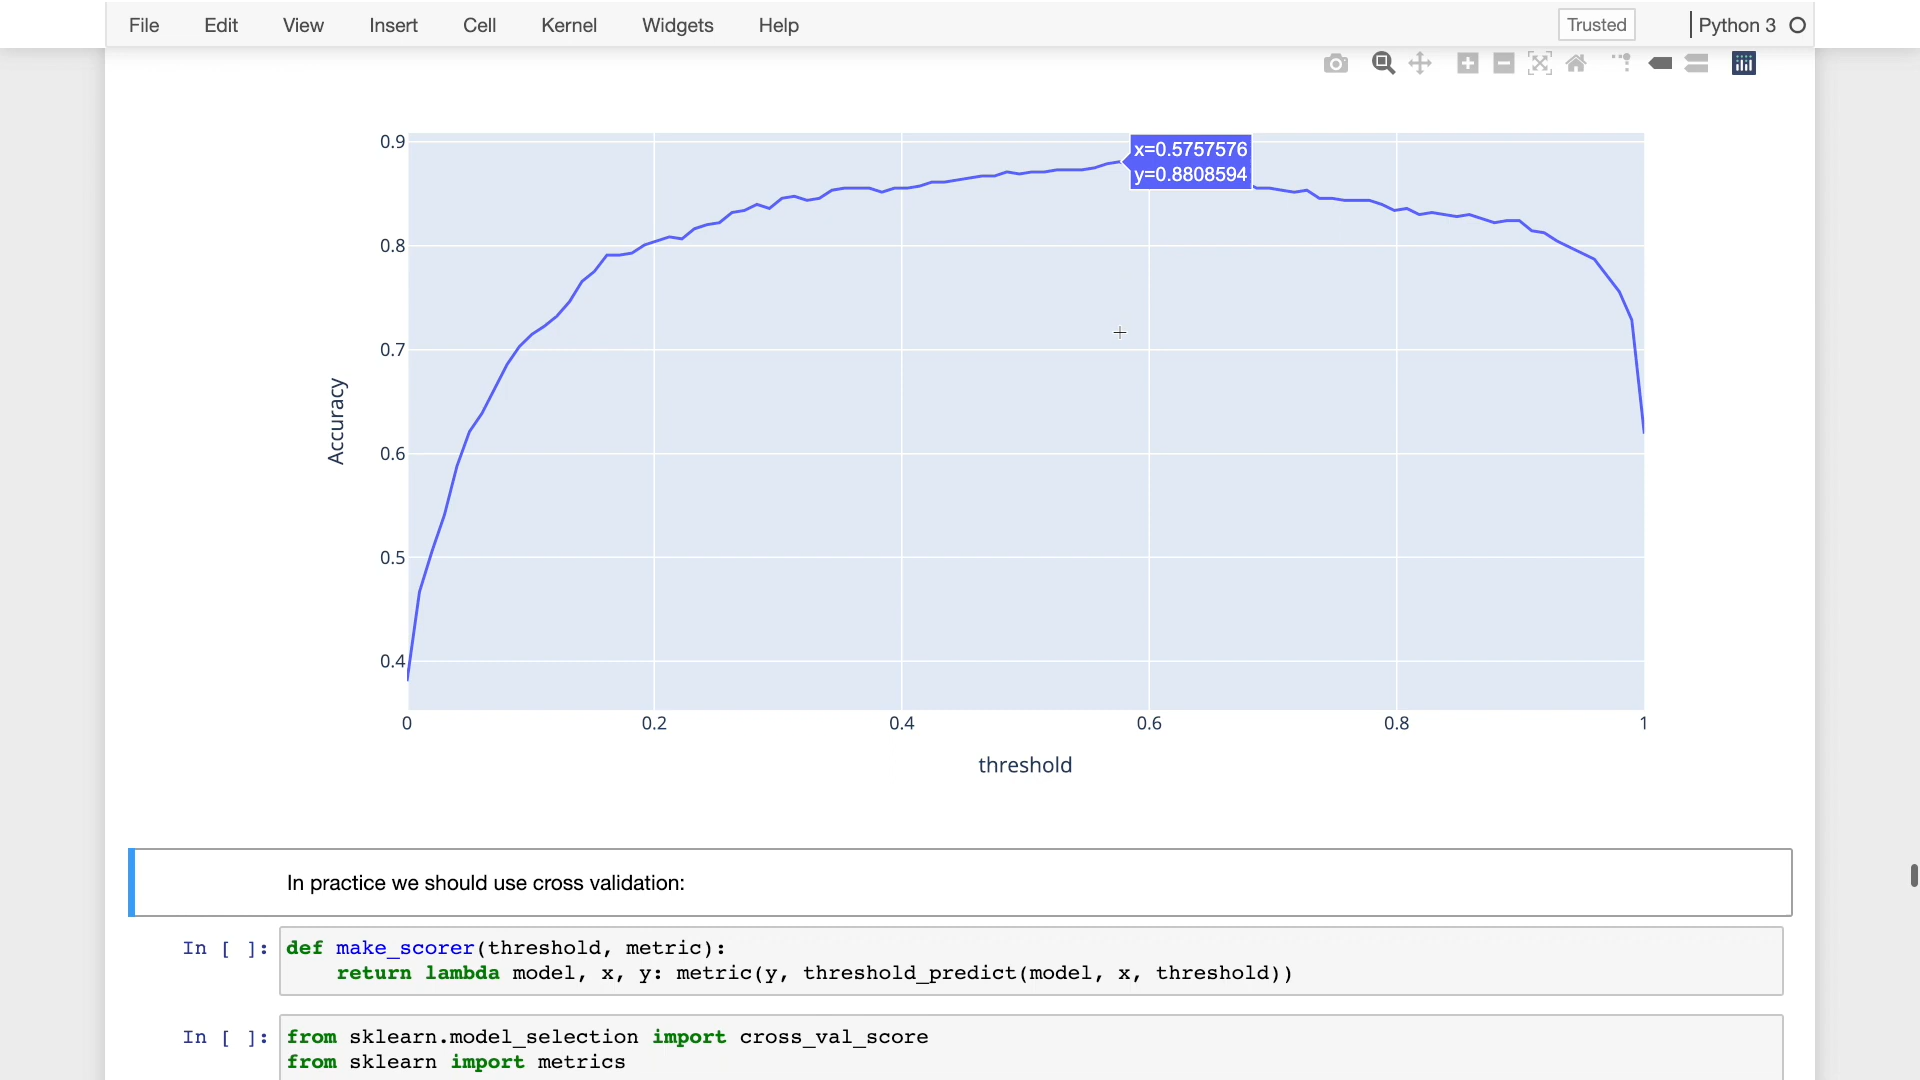 File Edit View Insert Cell Kernel Widgets Help Trusted Python 3
0.9
0.8
0.7
0.6
0.5
0.4
Accuracy
x=0.5757576
y=0.8808594
0 0.2 0.4 0.6 0.8 1
threshold
In practice we should use cross validation:
In [ ]: def make_scorer(threshold, metric):
return lambda model, x, y: metric(y, threshold_predict(model, x, threshold))
In [ ]: from sklearn.model_selection import cross_val_score
from sklearn import metrics